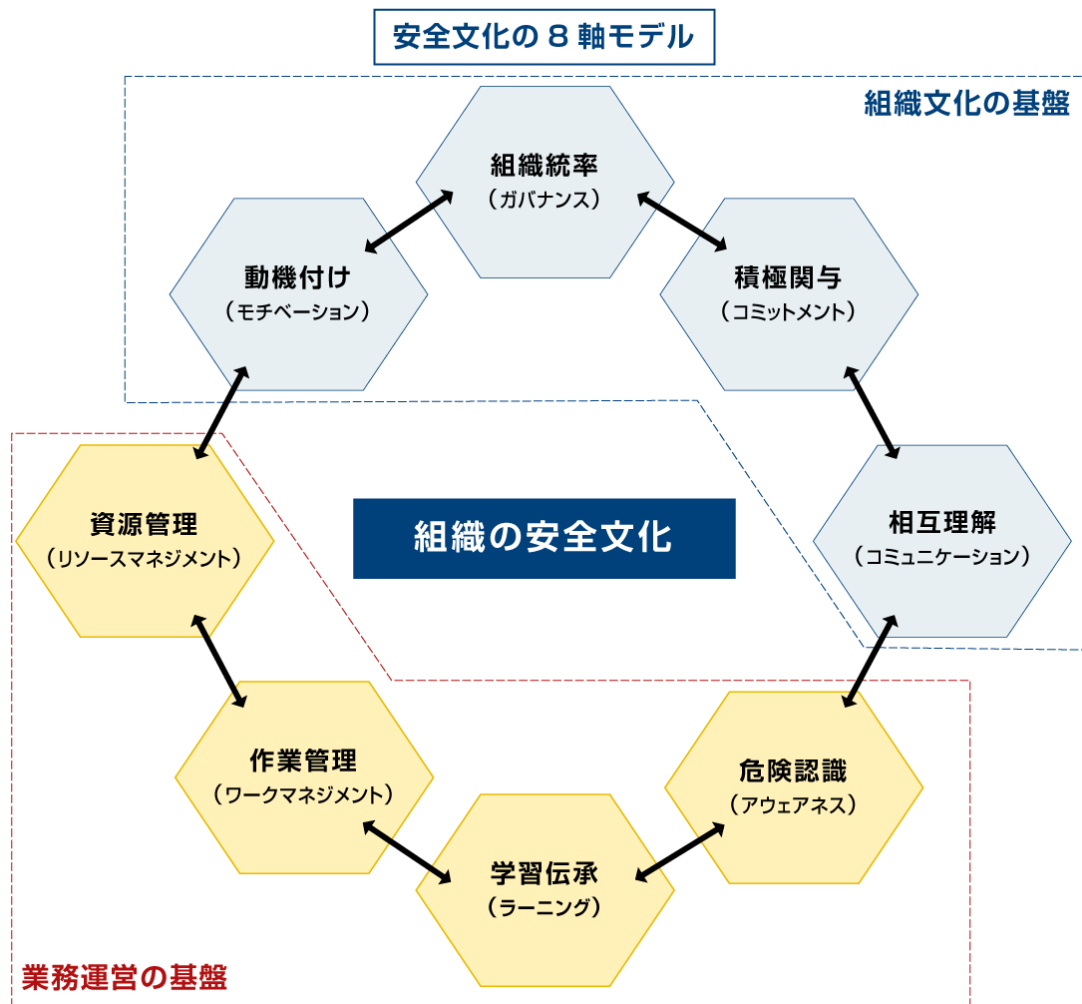 安全文化の8軸モデル
組織文化の基盤
組織統率
（ガバナンス）
動機付け
（モチベーション）
積極関与
（コミットメント）
資源管理
（リソースマネジメント）
組織の安全文化
相互理解
（コミュニケーション）
作業管理
（ワークマネジメント）
危険認識
（アウェアネス）
学習伝承
（ラーニング）
業務運営の基盤